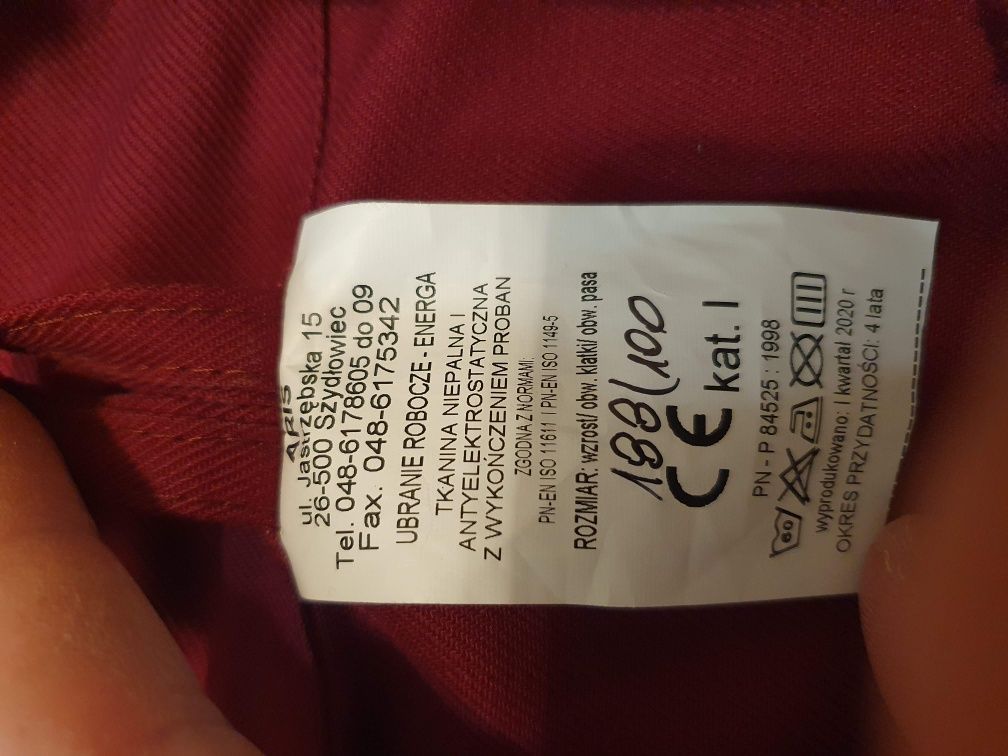 ARIS
ul. Jastrzębska 15
26-500 Szydłowiec
Tel. 048-6178605 do 09
Fax. 048-6175342
UBRANIE ROBOCZE - ENERGA
TKANINA NIEPALNA I
ANTYELEKTROSTATYCZNA
Z WYKOŃCZENIEM PROBAN
ZGODNA Z NORMAMI:
PN-EN ISO 11611 I PN-EN ISO 1149-5
ROZMIAR: wzrost/ obw. klatki/ obw. pasa
188/100
CE kat. I
PN - P 84525 : 1998
60
wyprodukowano: I kwartał 2020 r
OKRES PRZYDATNOŚCI: 4 lata